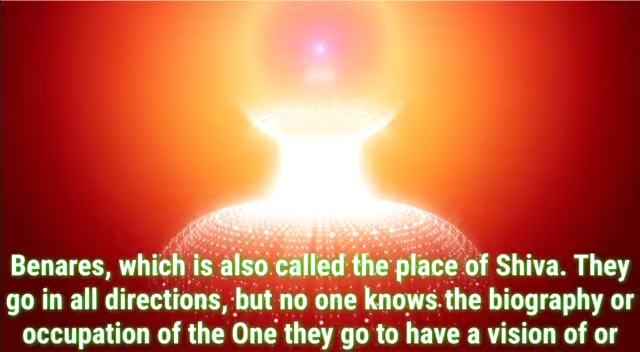 Benares, which is also called the place of Shiva. They
go in all directions, but no one knows the biography or
occupation of the One they go to have a vision of or